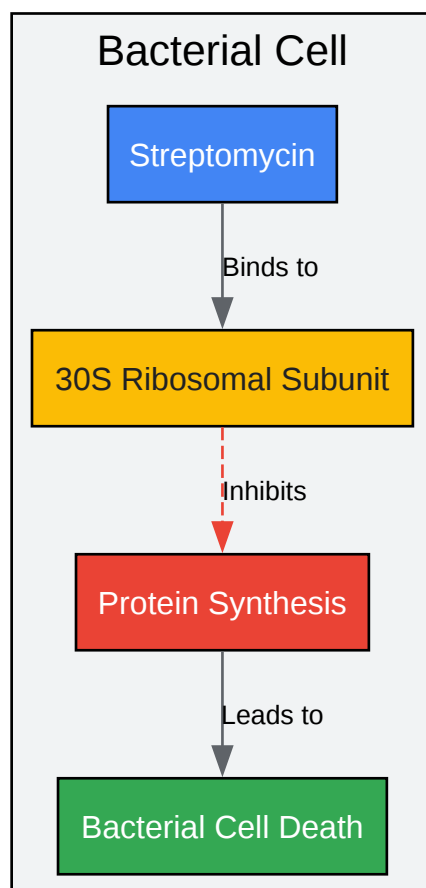 Bacterial Cell
Streptomycin
Binds to
30S Ribosomal Subunit
Inhibits
Protein Synthesis
Leads to
Bacterial Cell Death